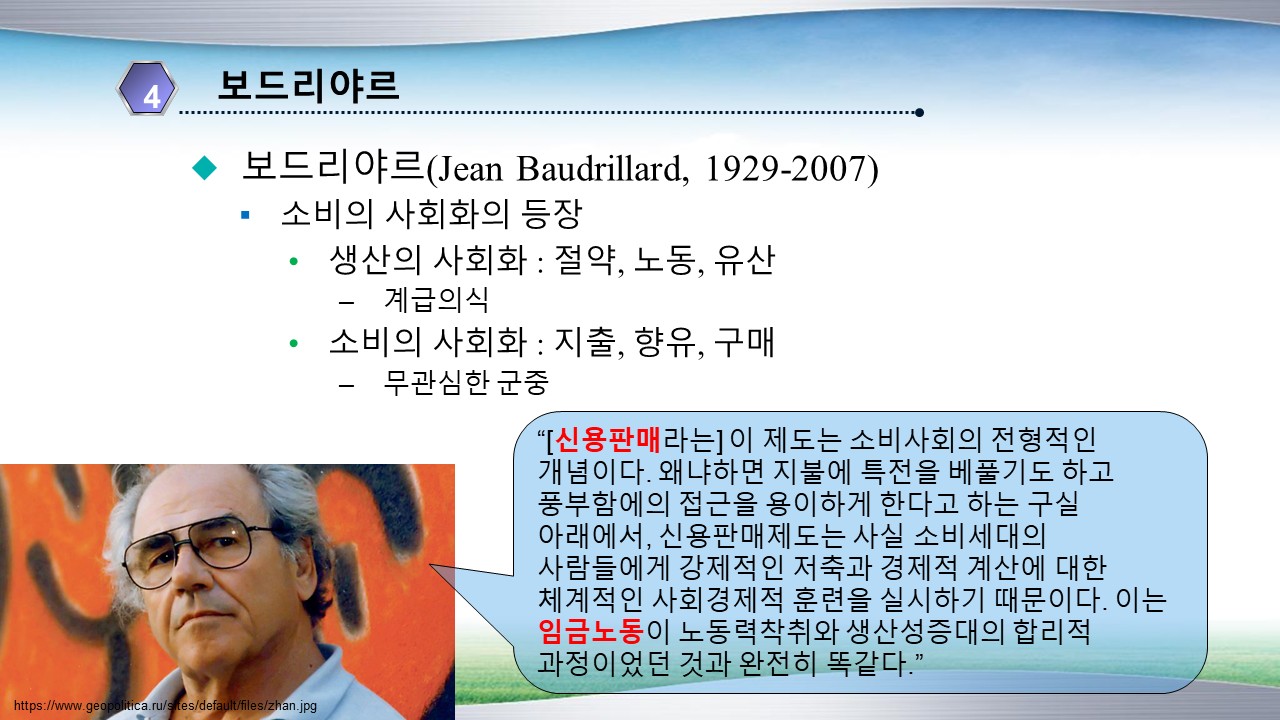 4
보드리야르
◆ 보드리야르(Jean Baudrillard, 1929-2007)
▪ 소비의 사회화의 등장
• 생산의 사회화 : 절약, 노동, 유산
– 계급의식
• 소비의 사회화 : 지출, 향유, 구매
– 무관심한 군중
“[신용판매라는] 이 제도는 소비사회의 전형적인
개념이다. 왜냐하면 지불에 특전을 베풀기도 하고
풍부함에의 접근을 용이하게 한다고 하는 구실
아래에서, 신용판매제도는 사실 소비세대의
사람들에게 강제적인 저축과 경제적 계산에 대한
체계적인 사회경제적 훈련을 실시하기 때문이다. 이는
임금노동이 노동력착취와 생산성증대의 합리적
과정이었던 것과 완전히 똑같다.”
https://www.geopolitica.ru/sites/default/files/zhan.jpg